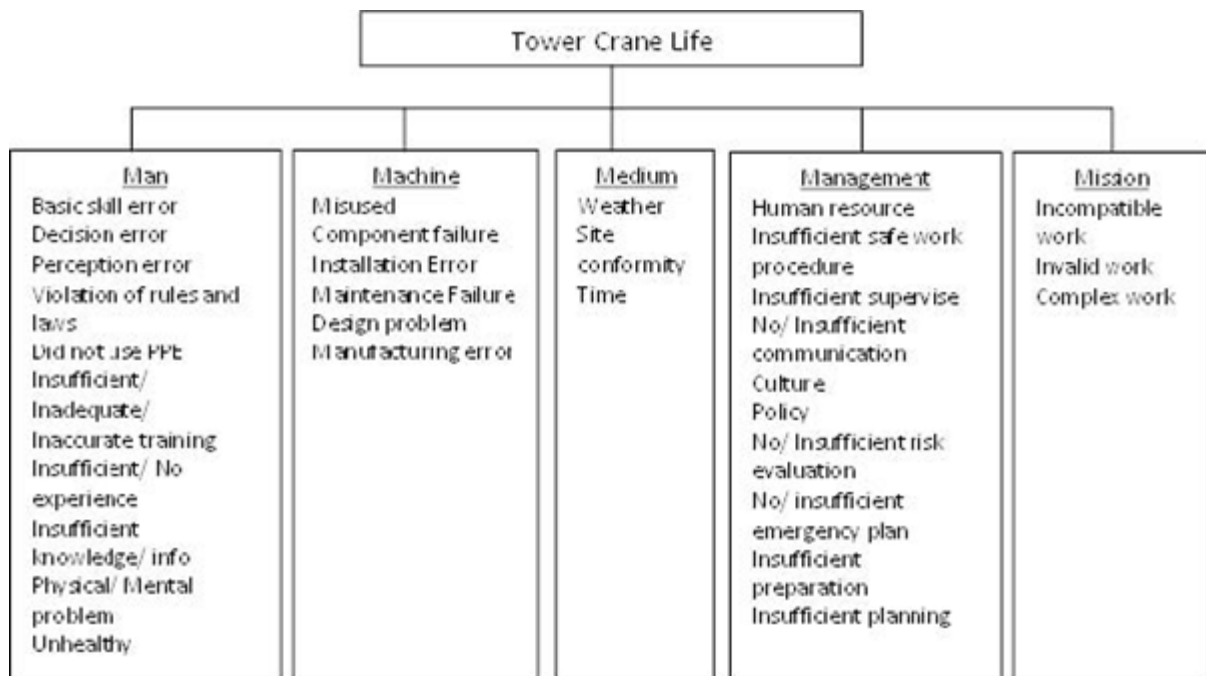 Tower Crane Life
Man
Basic skill error
Decision error
Perception error
Violation of rules and
laws
Did not use PPE
Insufficient/
Inadequate/
Inaccurate training
Insufficient/ No
experience
Insufficient
knowledge/ info
Physical/ Mental
problem
Unhealthy
Machine
Misused
Component failure
Installation Error
Maintenance Failure
Design problem
Manufacturing error
Medium
Weather
Site
conformity
Time
Management
Human resource
Insufficient safe work
procedure
Insufficient supervise
No/ Insufficient
communication
Culture
Policy
No/ Insufficient risk
evaluation
No/ insufficient
emergency plan
Insufficient
preparation
Insufficient planning
Mission
Incompatible
work
Invalid work
Complex work